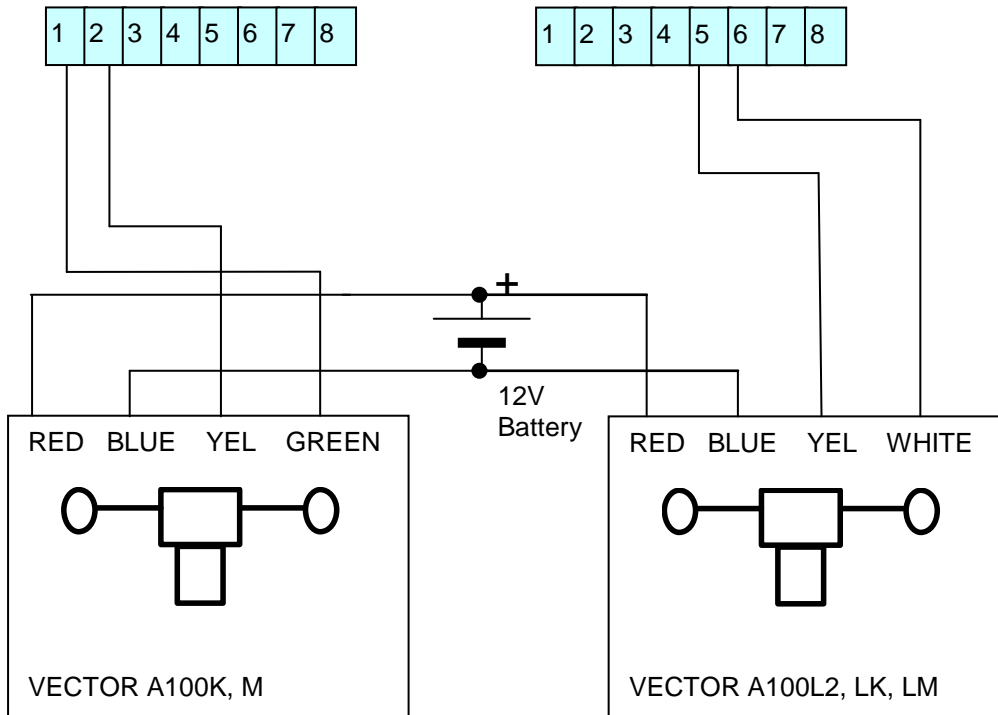 1 2 3 4 5 6 7 8
1 2 3 4 5 6 7 8
+
12V
Battery
RED BLUE YEL GREEN
RED BLUE YEL WHITE
VECTOR A100K, M
VECTOR A100L2, LK, LM